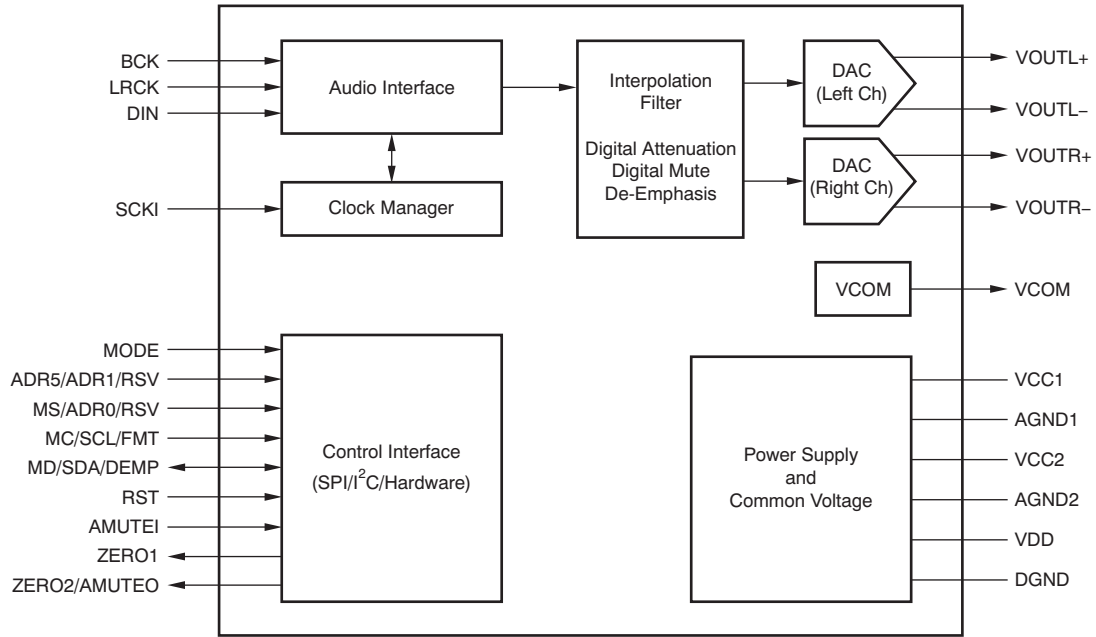 BCK
LRCK
DIN
SCKI
Audio Interface
Clock Manager
Interpolation
Filter
Digital Attenuation
Digital Mute
De-Emphasis
DAC
(Left Ch)
DAC
(Right Ch)
VOUTL+
VOUTL−
VOUTR+
VOUTR−
VCOM
VCOM
MODE
ADR5/ADR1/RSV
MS/ADR0/RSV
MC/SCL/FMT
MD/SDA/DEMP
RST
AMUTEI
ZERO1
ZERO2/AMUTEO
Control Interface
(SPI/I²C/Hardware)
Power Supply
and
Common Voltage
VCC1
AGND1
VCC2
AGND2
VDD
DGND